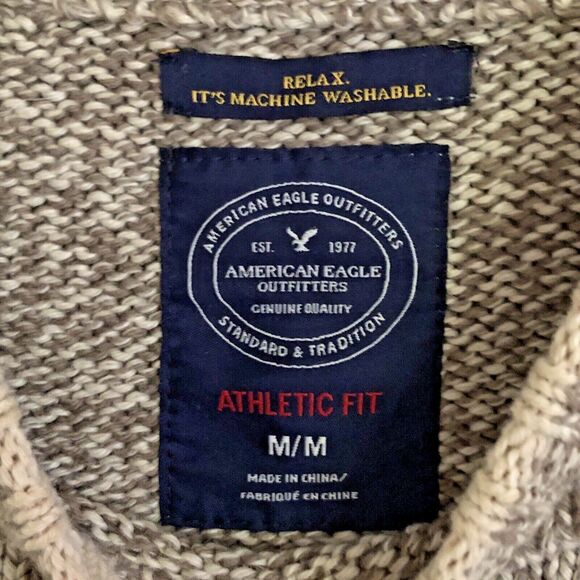 RELAX.
IT'S MACHINE WASHABLE.
AMERICAN EAGLE OUTFITTERS
EST. 1977
AMERICAN EAGLE
OUTFITTERS
GENUINE QUALITY
STANDARD & TRADITION
ATHLETIC FIT
M/M
MADE IN CHINA/
FABRIQUÉ EN CHINE